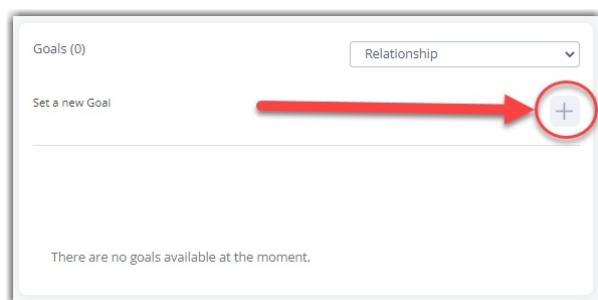 Goals (0)
Relationship
Set a new Goal
There are no goals available at the moment.